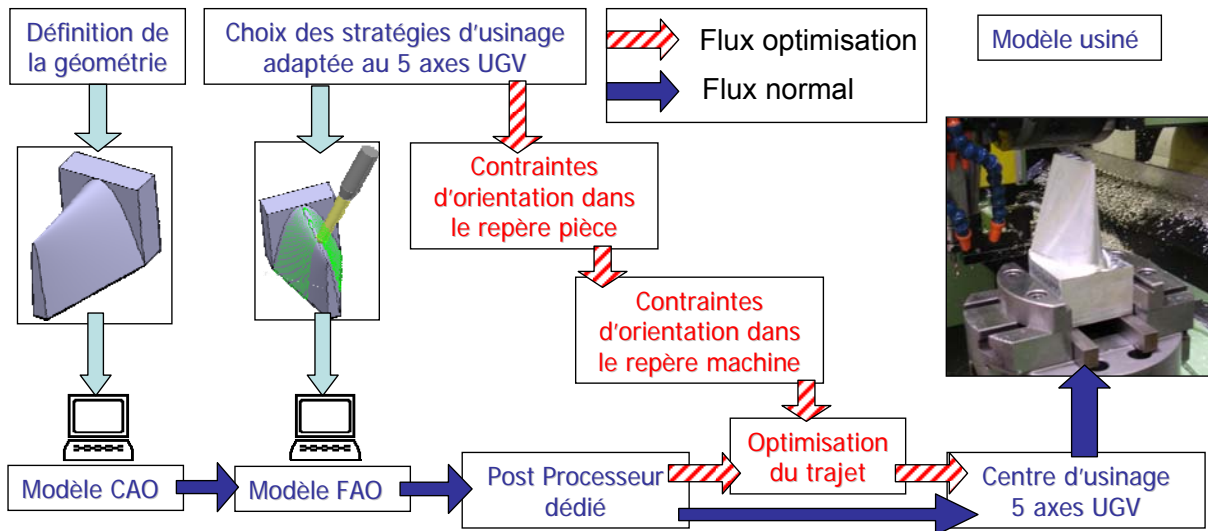 Définition de
la géométrie
Choix des stratégies d'usinage
adaptée au 5 axes UGV
Flux optimisation
Flux normal
Modèle usiné
Contraintes
d'orientation dans
le repère pièce
Contraintes
d'orientation dans
le repère machine
Optimisation
du trajet
Modèle CAO
Modèle FAO
Post Processeur
dédié
Centre d'usinage
5 axes UGV